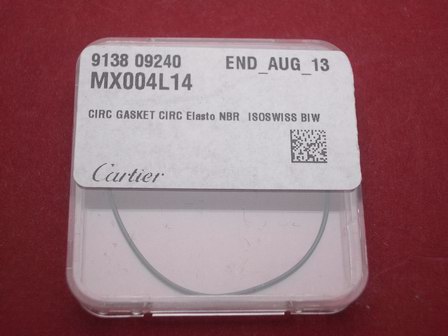 9138 09240 END_AUG_13
MX004L14
CIRC GASKET CIRC Elasto NBR ISOSWISS BIW
Cartier